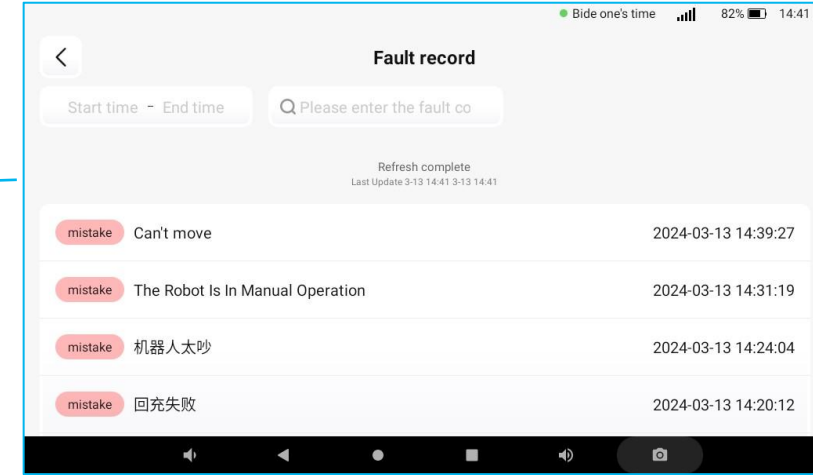 Bide one's time 82% 14:41
Fault record
Start time - End time Please enter the fault co
Refresh complete
Last Update 3-13 14:41 3-13 14:41
mistake Can't move 2024-03-13 14:39:27
mistake The Robot Is In Manual Operation 2024-03-13 14:31:19
mistake 机器人太吵 2024-03-13 14:24:04
mistake 回充失败 2024-03-13 14:20:12